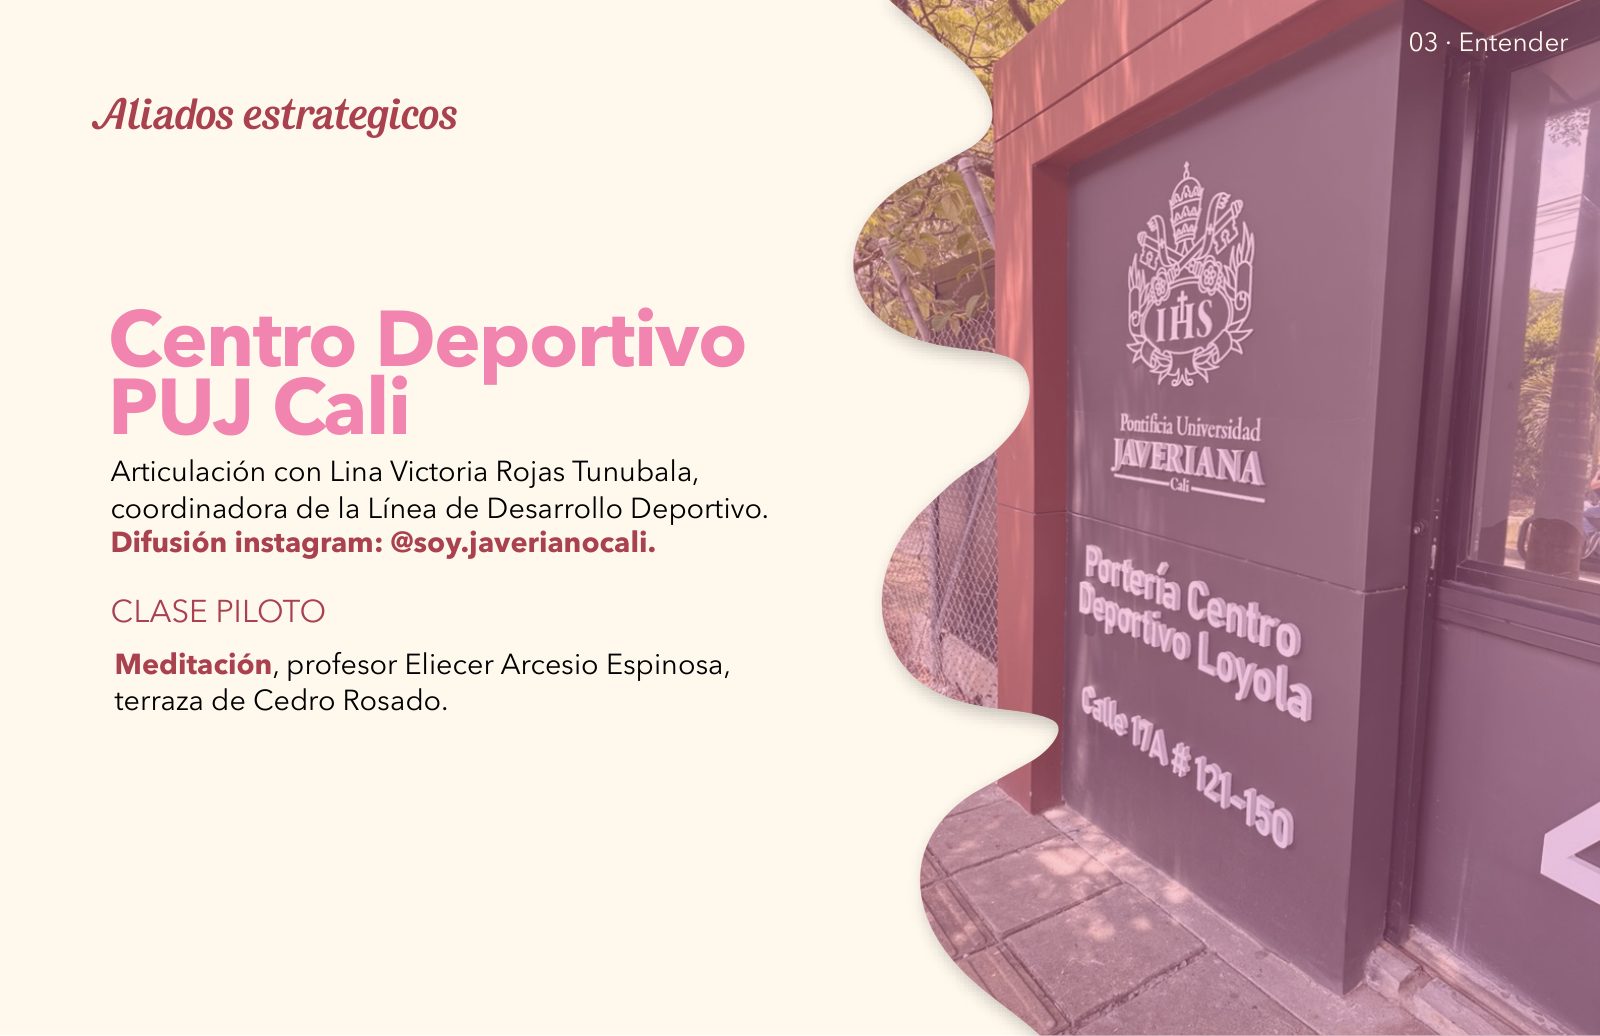 03 · Entender
Aliados estrategicos
Centro Deportivo
PUJ Cali
Articulación con Lina Victoria Rojas Tunubala,
coordinadora de la Línea de Desarrollo Deportivo.
Difusión instagram: @soy.javerianocali.
CLASE PILOTO
Meditación, profesor Eliecer Arcesio Espinosa,
terraza de Cedro Rosado.
IHS
Pontificia Universidad
JAVERIANA
Cali
Portería Centro
Deportivo Loyola
Calle 17A # 121-150